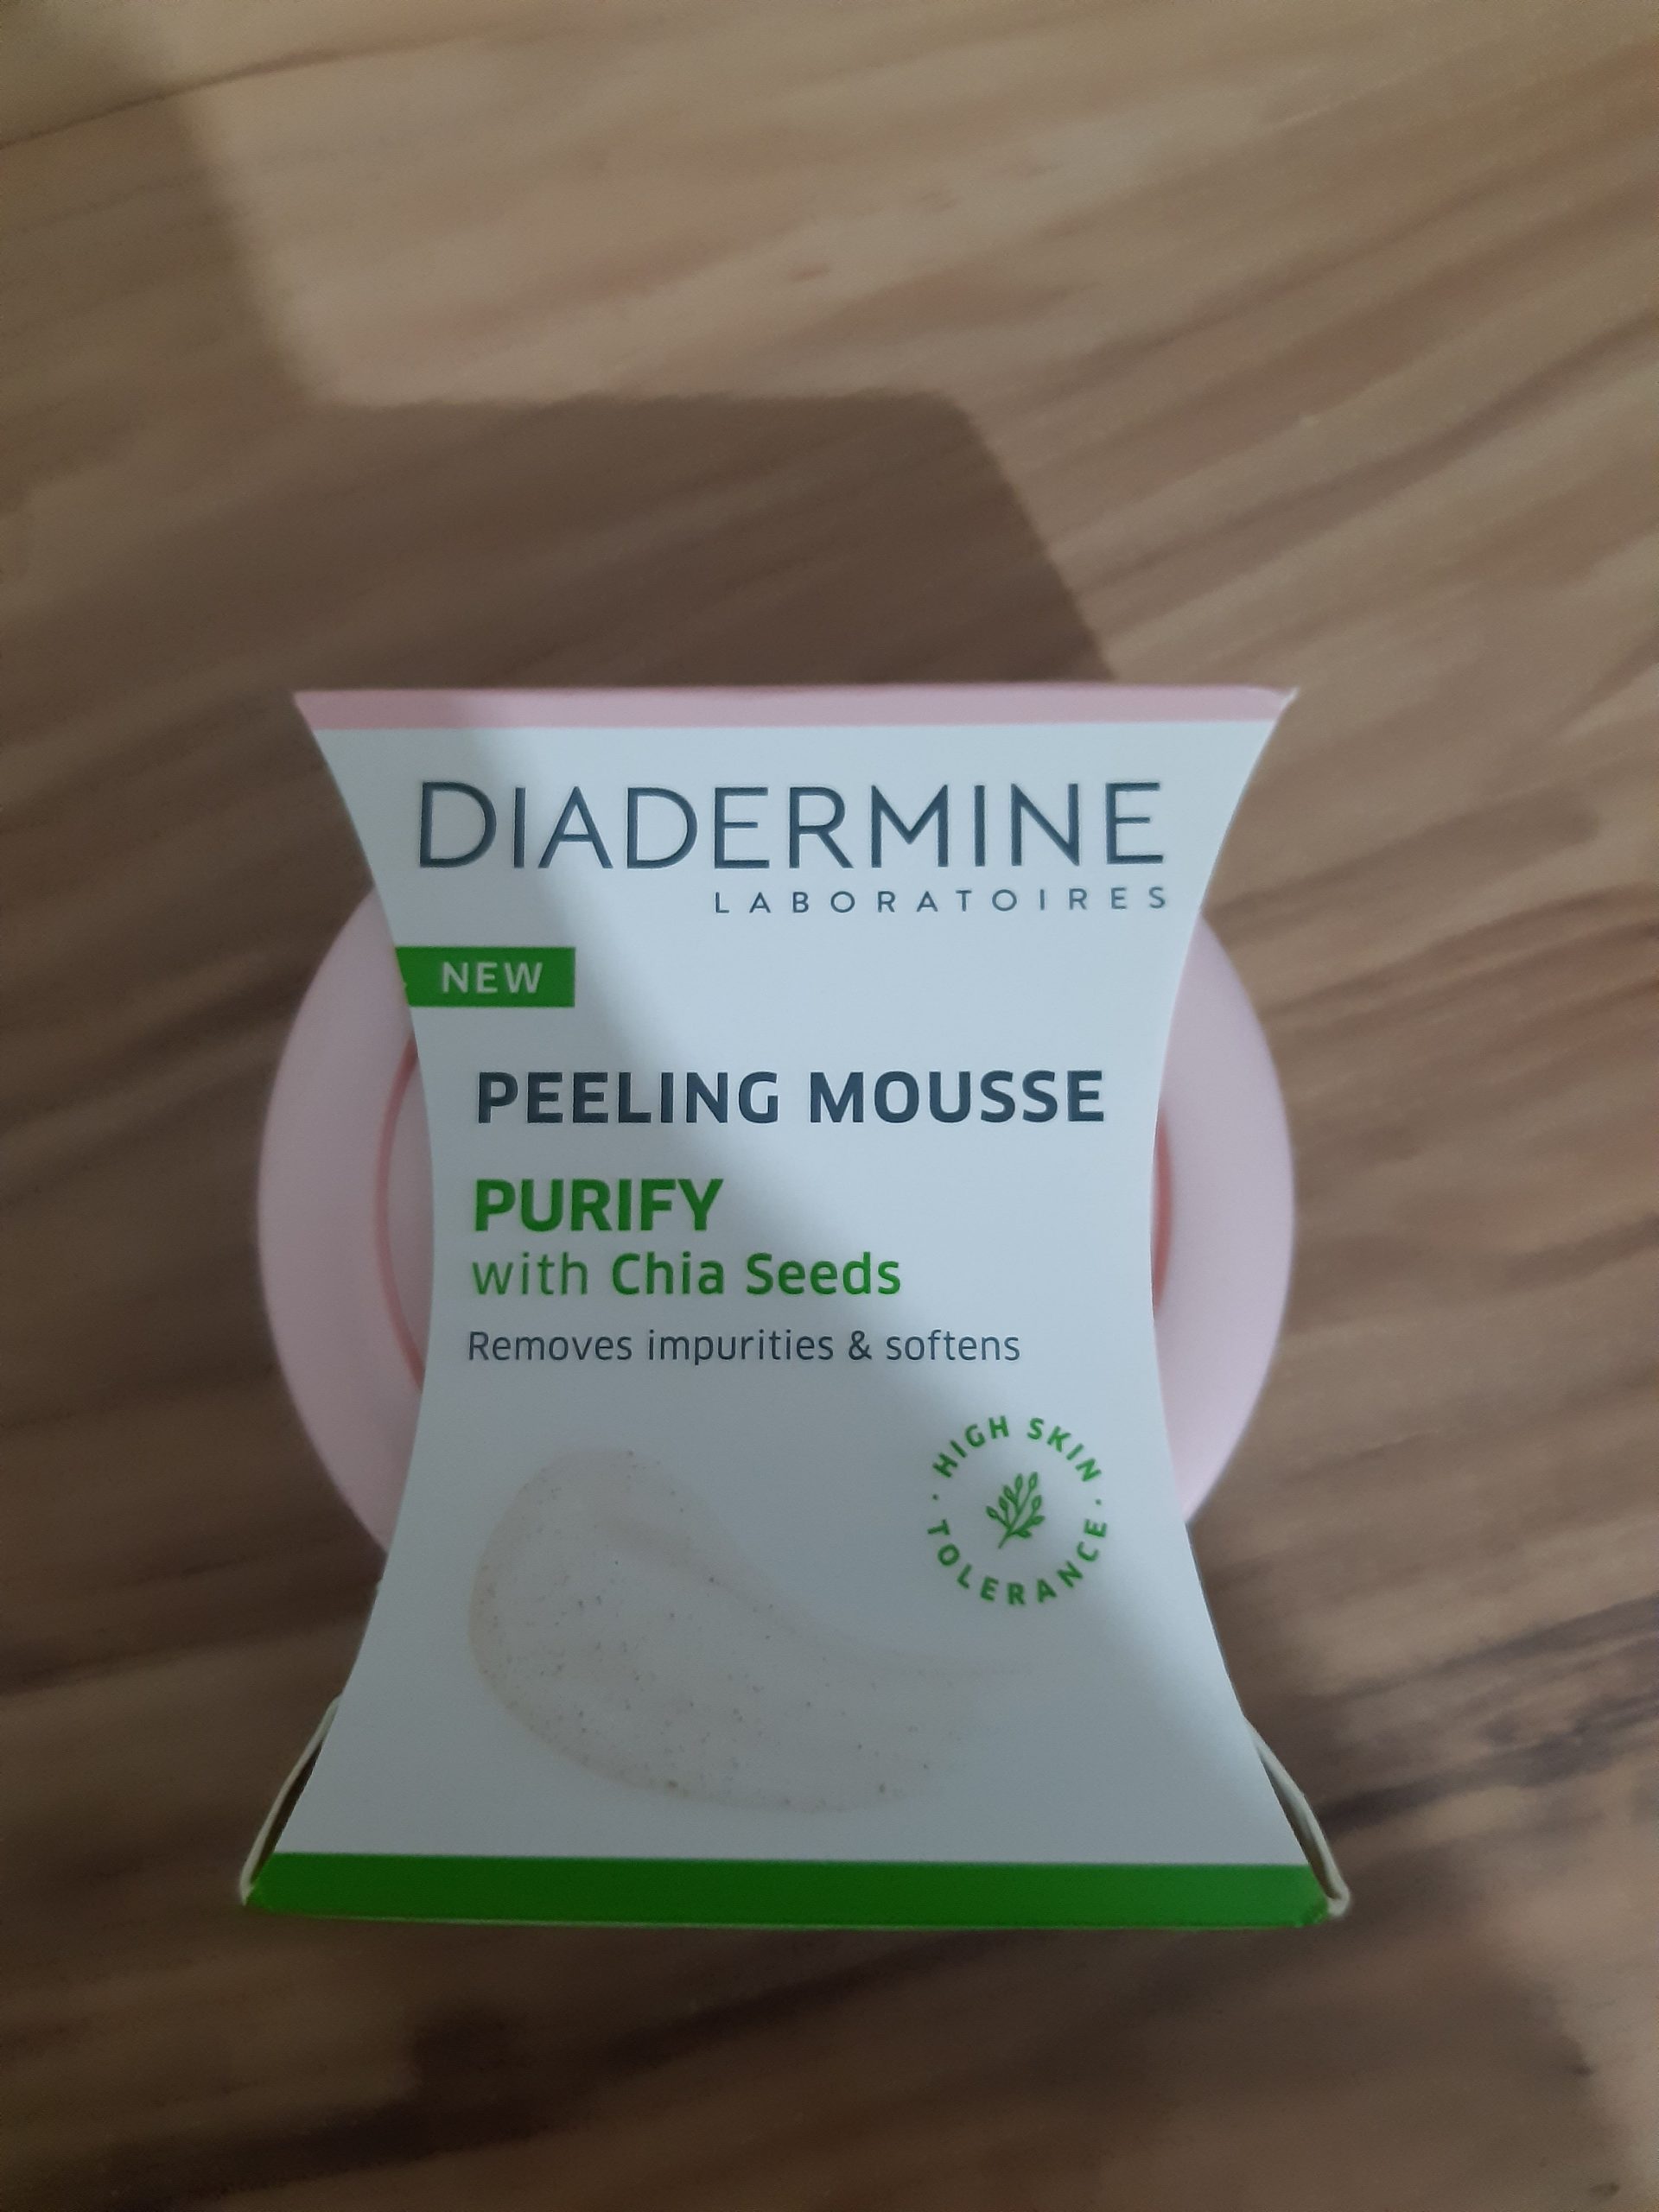 DIADERMINE
LABORATOIRES
NEW
PEELING MOUSSE
PURIFY
with Chia Seeds
Removes impurities & softens
HIGH SKIN
TOLERANCE